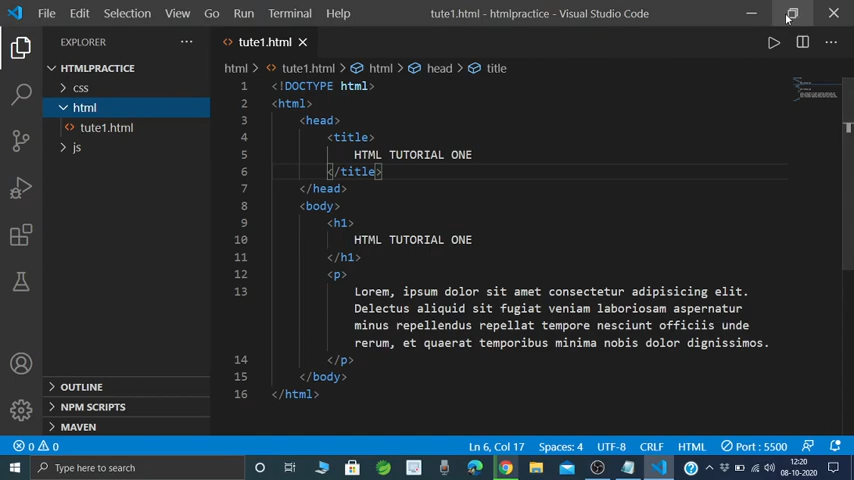 File Edit Selection View Go Run Terminal Help tute1.html - htmlpractice - Visual Studio Code
EXPLORER
HTMLPRACTICE
css
html
tute1.html
js
OUTLINE
NPM SCRIPTS
MAVEN
tute1.html
html > tute1.html > html > head > title
1 <!DOCTYPE html>
2 <html>
3 <head>
4 <title>
5 HTML TUTORIAL ONE
6 </title>
7 </head>
8 <body>
9 <h1>
10 HTML TUTORIAL ONE
11 </h1>
12 <p>
13 Lorem, ipsum dolor sit amet consectetur adipisicing elit.
Delectus aliquid sit fugiat veniam laboriosam aspernatur
minus repellendus repellat tempore nesciunt officiis unde
rerum, et quaerat temporibus minima nobis dolor dignissimos.
14 </p>
15 </body>
16 </html>
0 0 Ln 6, Col 17 Spaces: 4 UTF-8 CRLF HTML Port : 5500
Type here to search
12:20
08-10-2020